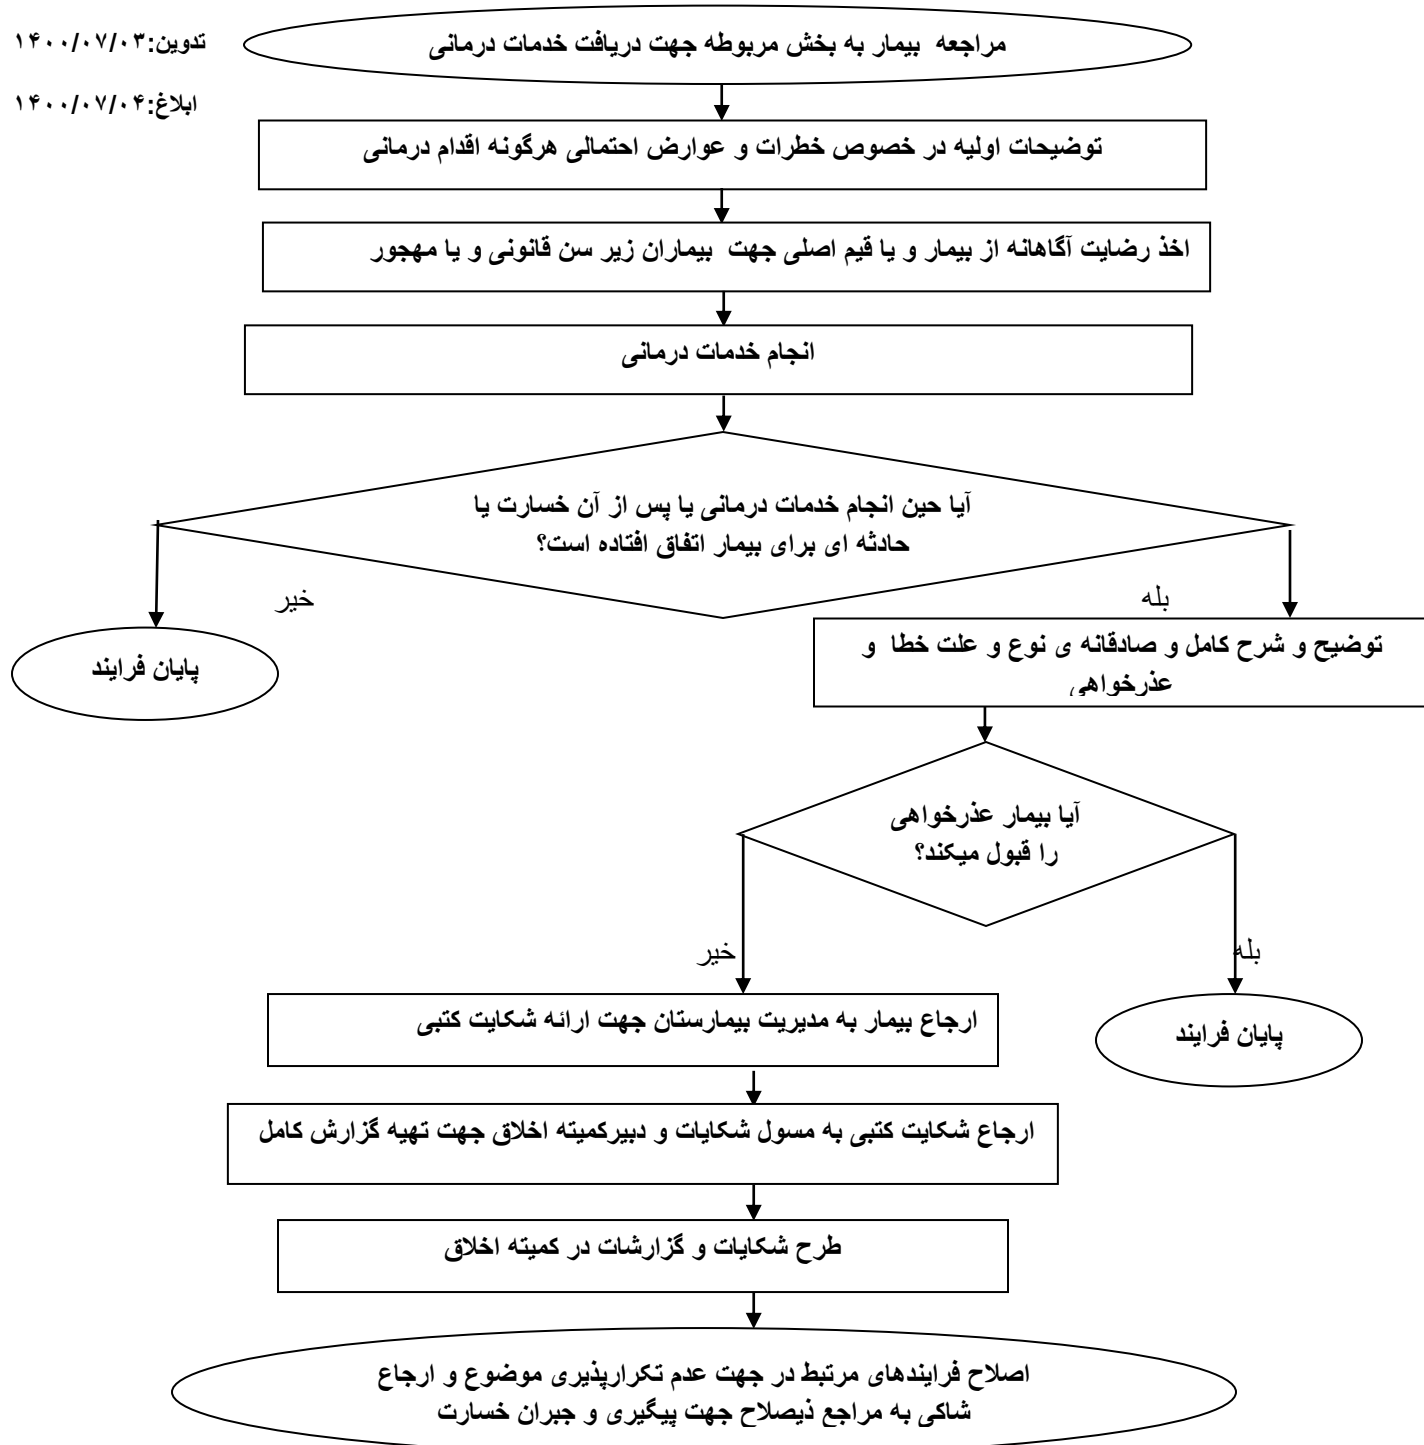 مراجعه بیمار به بخش مربوطه جهت دریافت خدمات درمانی
تدوین:۱۴۰۰/۰۷/۰۳
ابلاغ:۱۴۰۰/۰۷/۰۴
توضیحات اولیه در خصوص خطرات و عوارض احتمالی هرگونه اقدام درمانی
اخذ رضایت آگاهانه از بیمار و یا قیم اصلی جهت بیماران زیر سن قانونی و یا مهجور
انجام خدمات درمانی
آیا حین انجام خدمات درمانی یا پس از آن خسارت یا
حادثه ای برای بیمار اتفاق افتاده است؟
بله
خیر
توضیح و شرح کامل و صادقانه ی نوع و علت خطا و
عذرخواهی
پایان فرایند
آیا بیمار عذرخواهی
را قبول میکند؟
بله
خیر
پایان فرایند
ارجاع بیمار به مدیریت بیمارستان جهت ارائه شکایت کتبی
ارجاع شکایت کتبی به مسول شکایات و دبیرکمیته اخلاق جهت تهیه گزارش کامل
طرح شکایات و گزارشات در کمیته اخلاق
اصلاح فرایندهای مرتبط در جهت عدم تکرارپذیری موضوع و ارجاع
شاکی به مراجع ذیصلاح جهت پیگیری و جبران خسارت